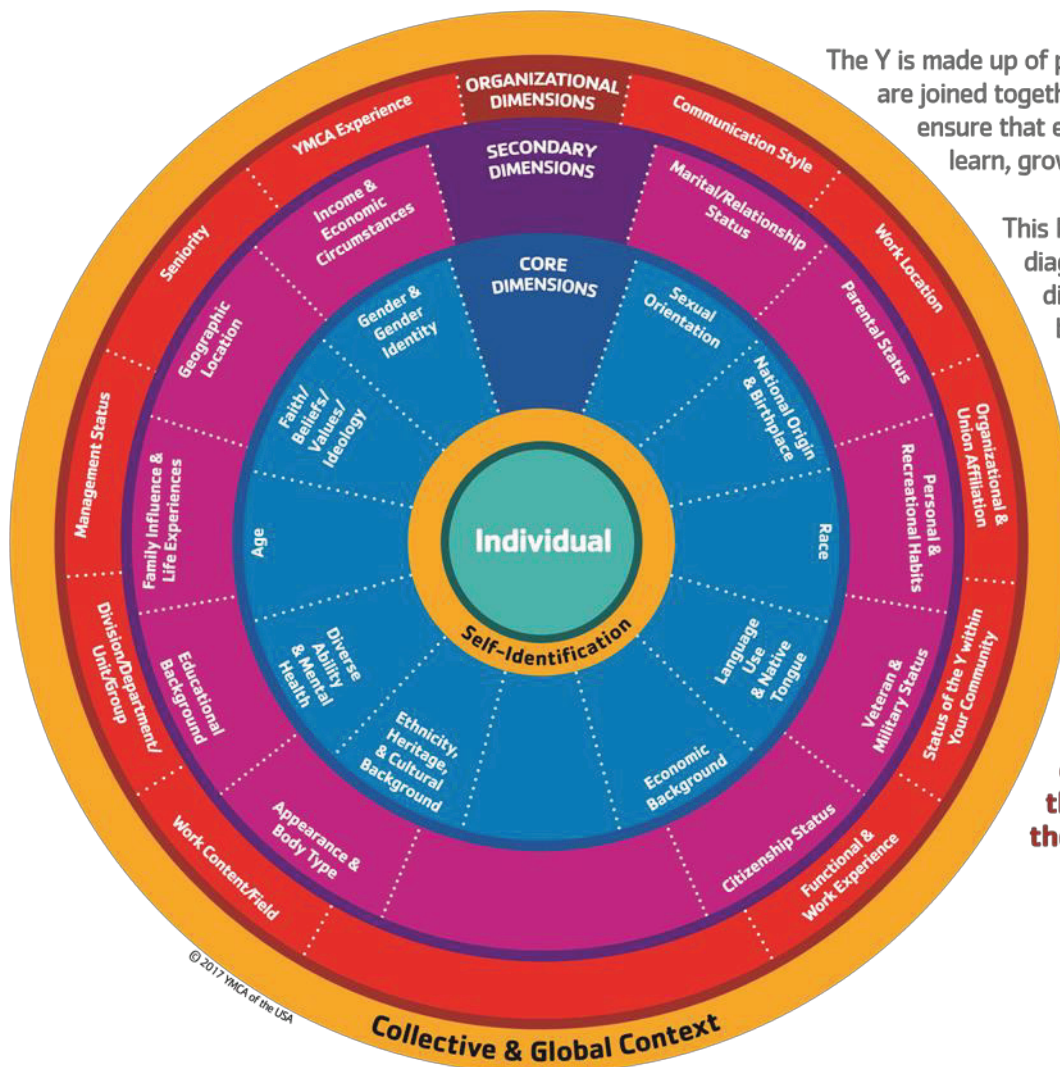 The Y is made up of p
are joined togeth
ensure that e
learn, grow
This
diag
di
th
the
ORGANIZATIONAL
DIMENSIONS
Communication Style
Work Location
Organizational &
Union Affiliation
Status of the Y within
Your Community
Functional &
Work Experience
Work Content/Field
Division/Department/
Unit/Group
Management Status
Seniority
YMCA Experience
SECONDARY
DIMENSIONS
Marital/Relationship
Status
Parental Status
Personal &
Recreational Habits
Veteran &
Military Status
Citizenship Status
Appearance &
Body Type
Educational
Background
Family Influence &
Life Experiences
Geographic
Location
Income &
Economic
Circumstances
CORE
DIMENSIONS
Sexual
Orientation
National Origin
& Birthplace
Race
Language
Use
& Native
Tongue
Economic
Background
Ethnicity,
Heritage,
& Cultural
Background
Diverse
Ability
& Mental
Health
Age
Faith/
Beliefs/
Values/
Ideology
Gender &
Gender
Identity
Individual
Self-Identification
Collective & Global Context
© 2017 YMCA of the USA